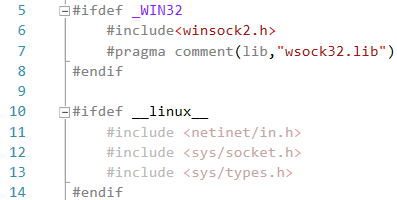 5 #ifdef _WIN32
6 #include<winsock2.h>
7 #pragma comment(lib,"wsock32.lib")
8 #endif
9
10 #ifdef __linux__
11 #include <netinet/in.h>
12 #include <sys/socket.h>
13 #include <sys/types.h>
14 #endif